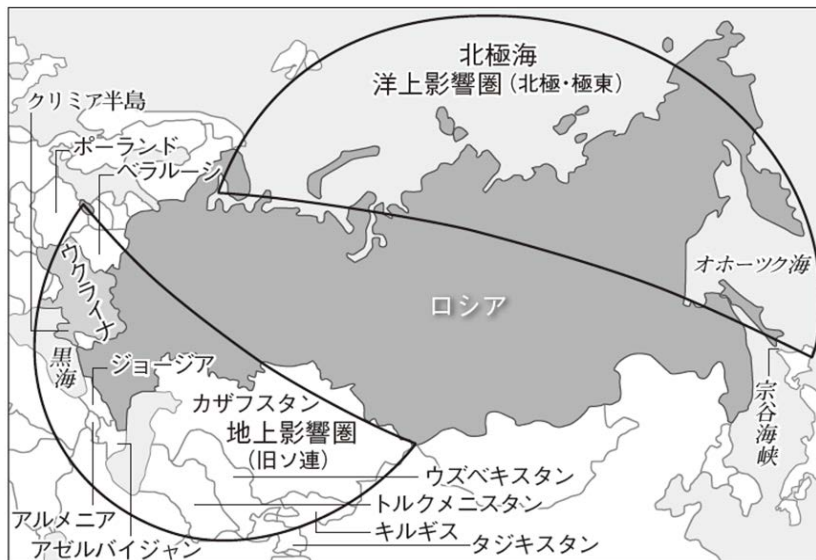 北極海
洋上影響圏（北極・極東）
クリミア半島
ポーランド
ベラルーシ
ウクライナ
オホーツク海
ロシア
黒海
ジョージア
宗谷海峡
カザフスタン
地上影響圏
（旧ソ連）
ウズベキスタン
トルクメニスタン
アルメニア
キルギス
アゼルバイジャン
タジキスタン